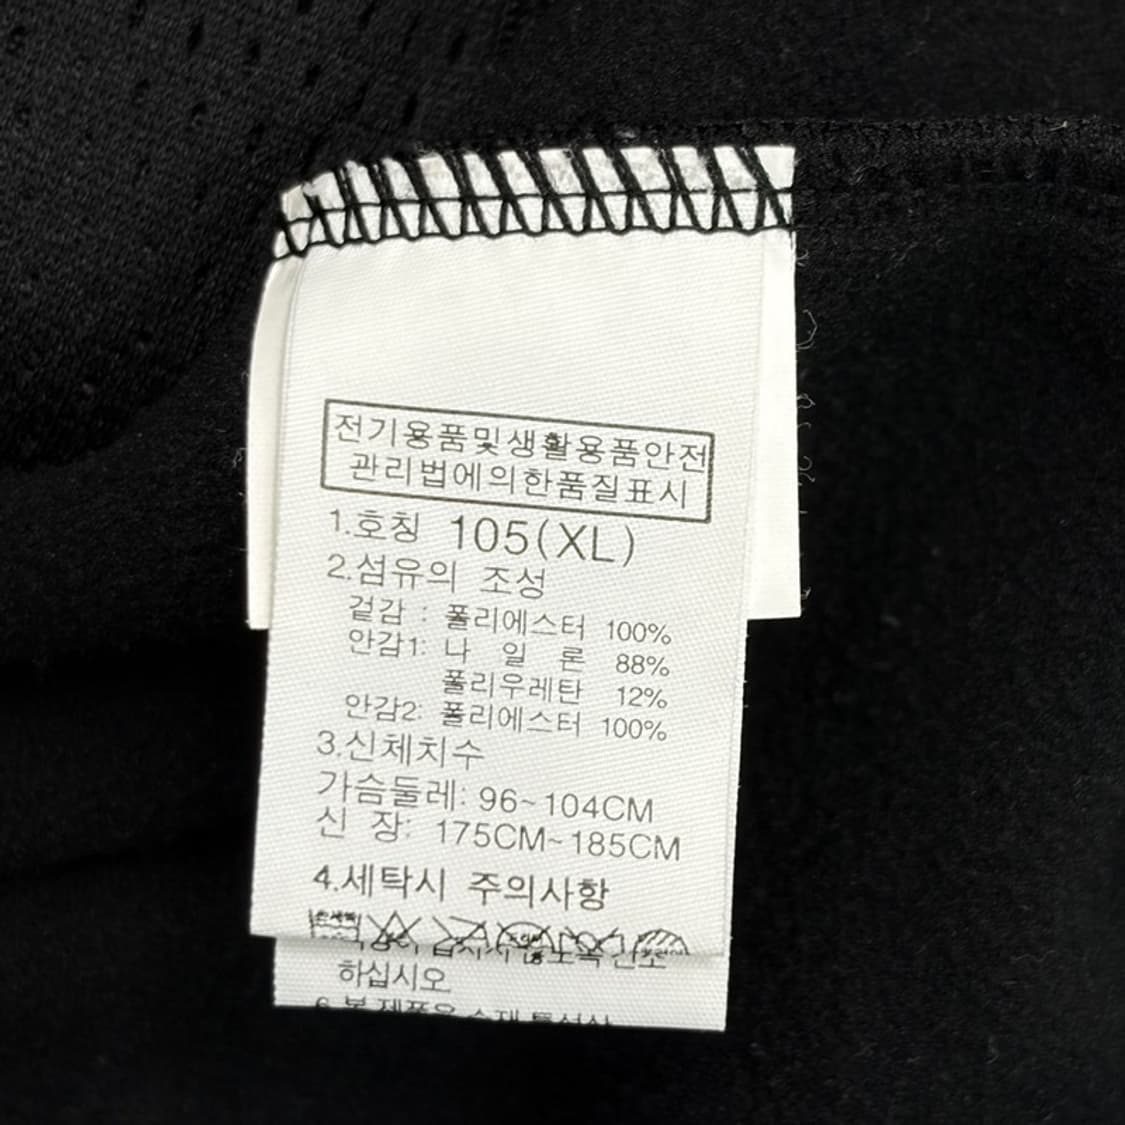 전기용품및생활용품안전
관리법에의한품질표시
1.호칭 105(XL)
2.섬유의 조성
겉감 : 폴리에스터 100%
안감1: 나 일 론 88%
폴리우레탄 12%
안감2: 폴리에스터 100%
3.신체치수
가슴둘레: 96~104CM
신 장: 175CM~185CM
4.세탁시 주의사항
하십시오